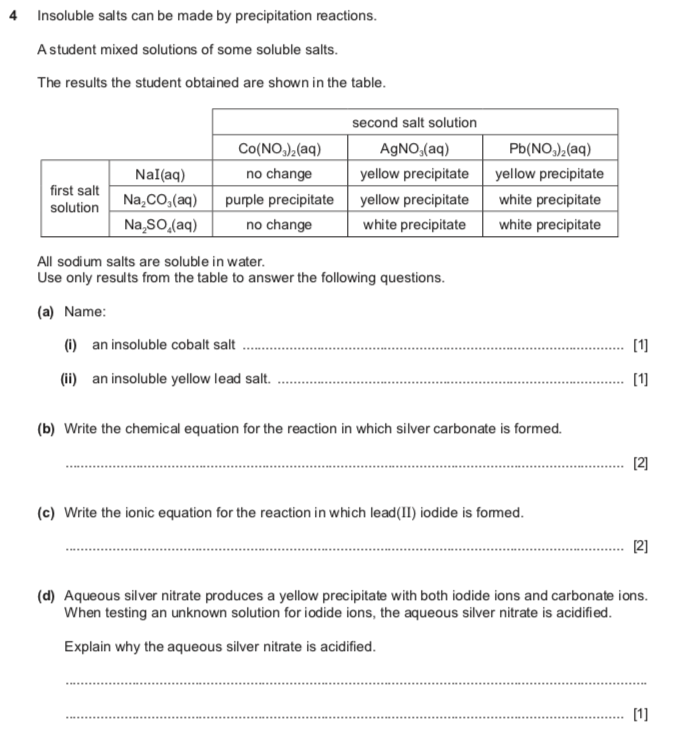 4 Insoluble salts can be made by precipitation reactions.
A student mixed solutions of some soluble salts.
The results the student obtained are shown in the table.
second salt solution
Co(NO₃)₂(aq) AgNO₃(aq) Pb(NO₃)₂(aq)
first salt solution
NaI(aq) no change yellow precipitate yellow precipitate
Na₂CO₃(aq) purple precipitate yellow precipitate white precipitate
Na₂SO₄(aq) no change white precipitate white precipitate
All sodium salts are soluble in water.
Use only results from the table to answer the following questions.
(a) Name:
(i) an insoluble cobalt salt [1]
(ii) an insoluble yellow lead salt. [1]
(b) Write the chemical equation for the reaction in which silver carbonate is formed.
[2]
(c) Write the ionic equation for the reaction in which lead(II) iodide is formed.
[2]
(d) Aqueous silver nitrate produces a yellow precipitate with both iodide ions and carbonate ions.
When testing an unknown solution for iodide ions, the aqueous silver nitrate is acidified.
Explain why the aqueous silver nitrate is acidified.
[1]